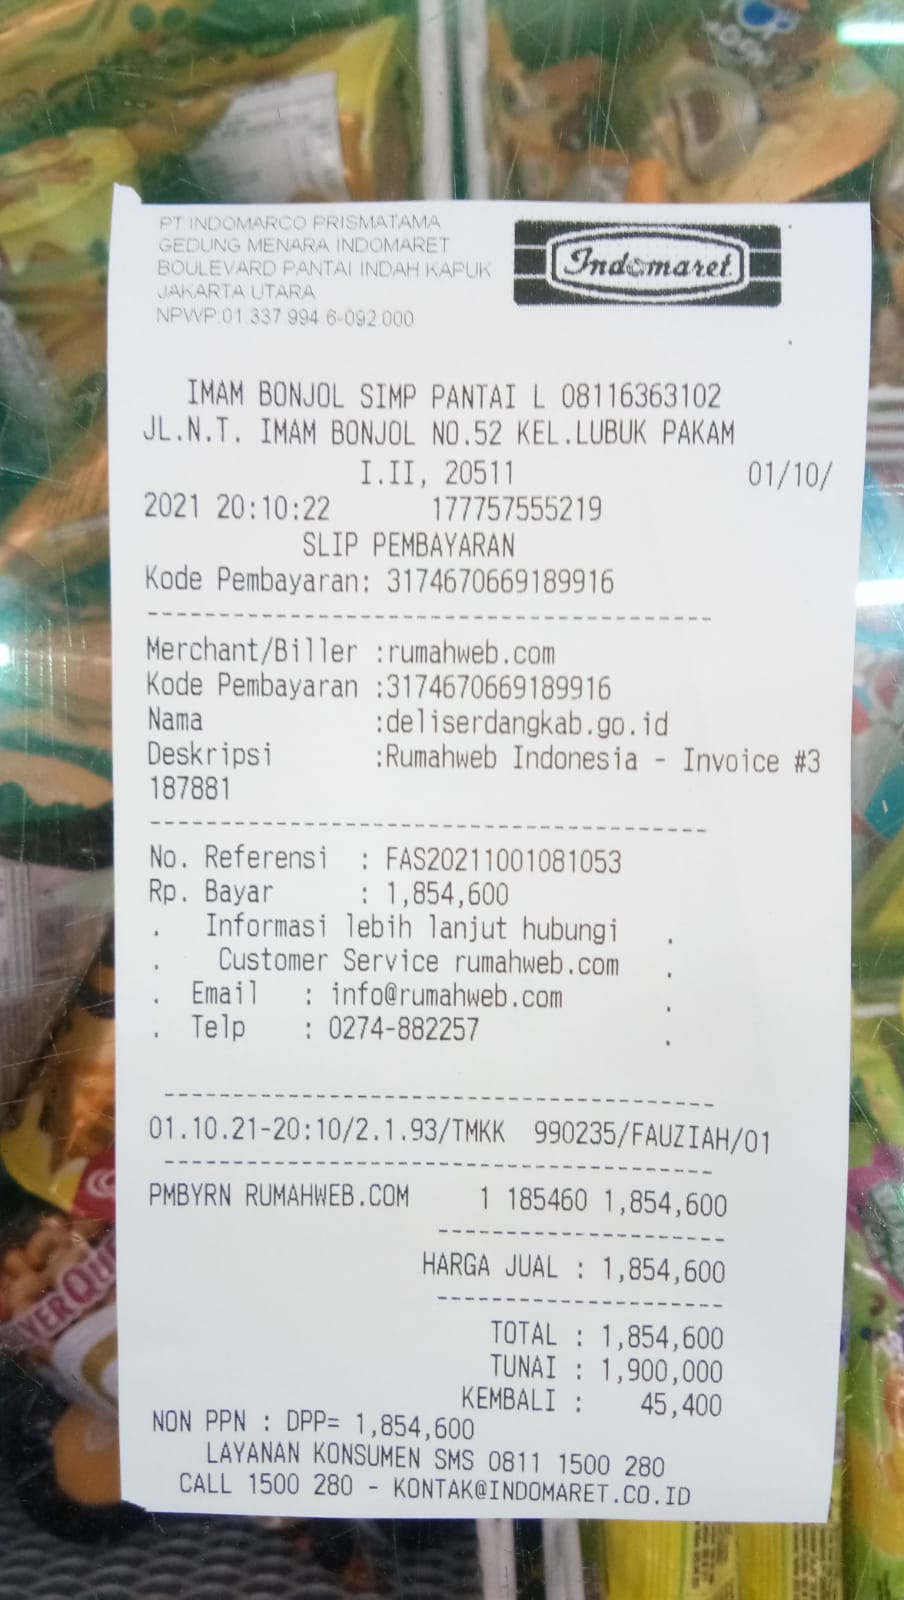 PT.INDOMARCO PRISMATAMA
GEDUNG MENARA INDOMARET
BOULEVARD PANTAI INDAH KAPUK
JAKARTA UTARA
NPWP.01.337.994.6-092.000
Indomaret
IMAM BONJOL SIMP PANTAI L 08116363102
JL.N.T. IMAM BONJOL NO.52 KEL.LUBUK PAKAM
I.II, 20511 01/10/
2021 20:10:22 177757555219
SLIP PEMBAYARAN
Kode Pembayaran: 3174670669189916
---------------------------------------
Merchant/Biller :rumahweb.com
Kode Pembayaran :3174670669189916
Nama :deliserdangkab.go.id
Deskripsi :Rumahweb Indonesia - Invoice #3
187881
---------------------------------------
No. Referensi : FAS20211001081053
Rp. Bayar : 1,854,600
. Informasi lebih lanjut hubungi .
. Customer Service rumahweb.com .
. Email : info@rumahweb.com .
. Telp : 0274-882257 .
---------------------------------------
01.10.21-20:10/2.1.93/TMKK 990235/FAUZIAH/01
---------------------------------------
PMBYRN RUMAHWEB.COM 1 185460 1,854,600
--------------------
HARGA JUAL : 1,854,600
--------------------
TOTAL : 1,854,600
TUNAI : 1,900,000
KEMBALI : 45,400
NON PPN : DPP= 1,854,600
LAYANAN KONSUMEN SMS 0811 1500 280
CALL 1500 280 - KONTAK@INDOMARET.CO.ID